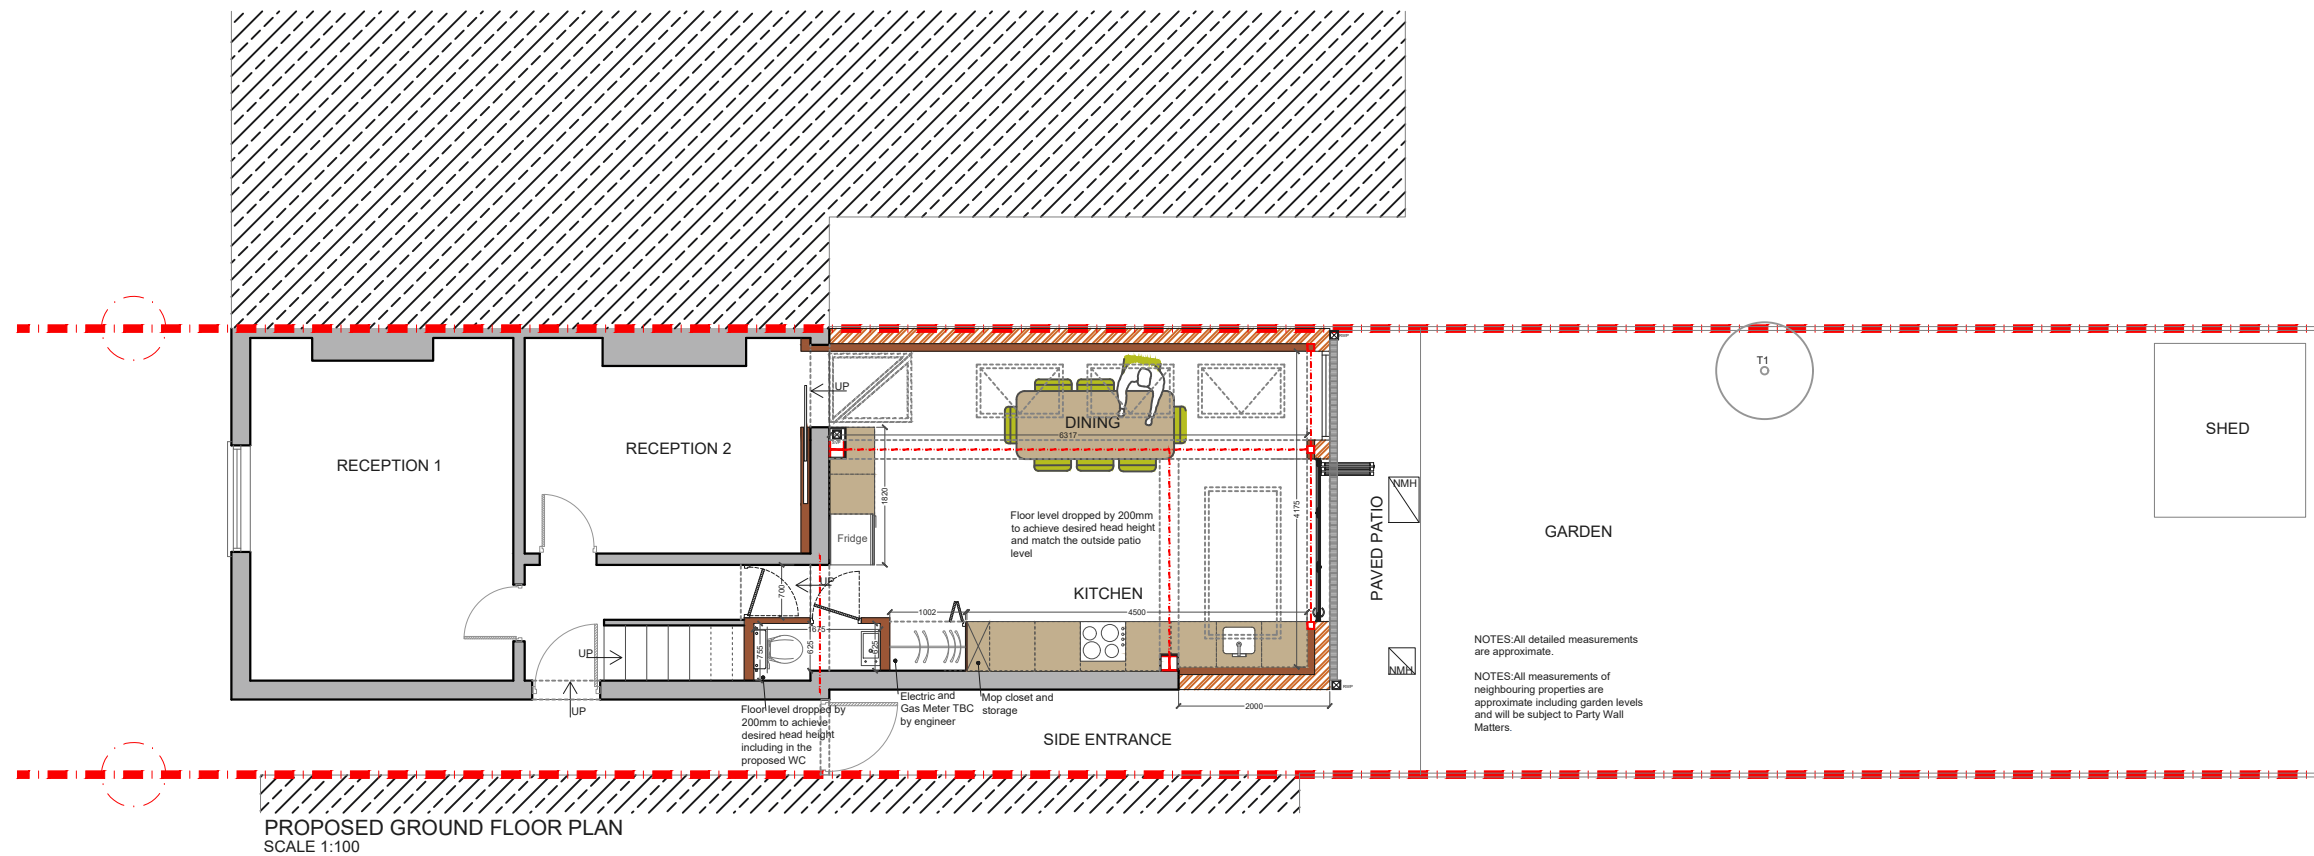 T1
UP
DINING
6317
SHED
RECEPTION 1
RECEPTION 2
1820
4175
NMH
Fridge
Floor level dropped by 200mm
to achieve desired head height
and match the outside patio
level
GARDEN
PAVED PATIO
UP
700
KITCHEN
1002
4500
1675
UP
755
625
625
NOTES:All detailed measurements
are approximate.
NMH
NOTES:All measurements of
neighbouring properties are
approximate including garden levels
and will be subject to Party Wall
Matters.
UP
Floor level dropped by
200mm to achieve
desired head height
including in the
proposed WC
Electric and
Gas Meter TBC
by engineer
Mop closet and
storage
2000
SIDE ENTRANCE
PROPOSED GROUND FLOOR PLAN
SCALE 1:100